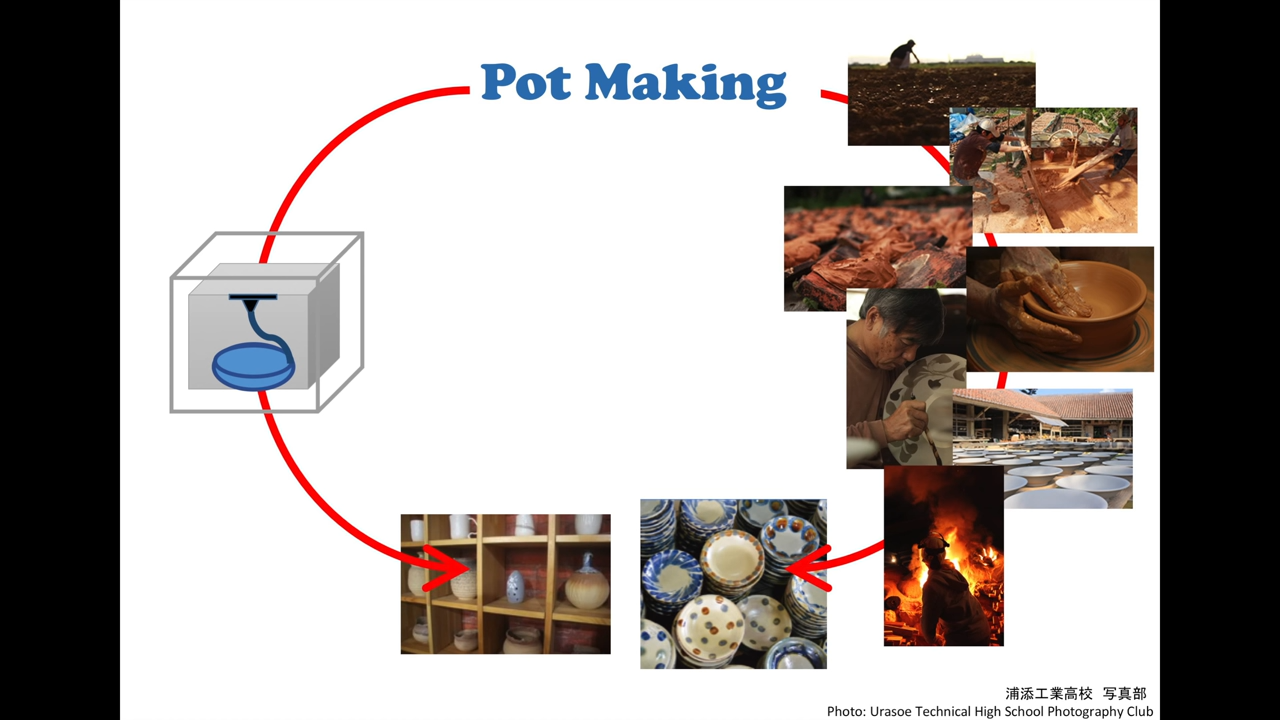 Pot Making
浦添工業高校　写真部
Photo: Urasoe Technical High School Photography Club